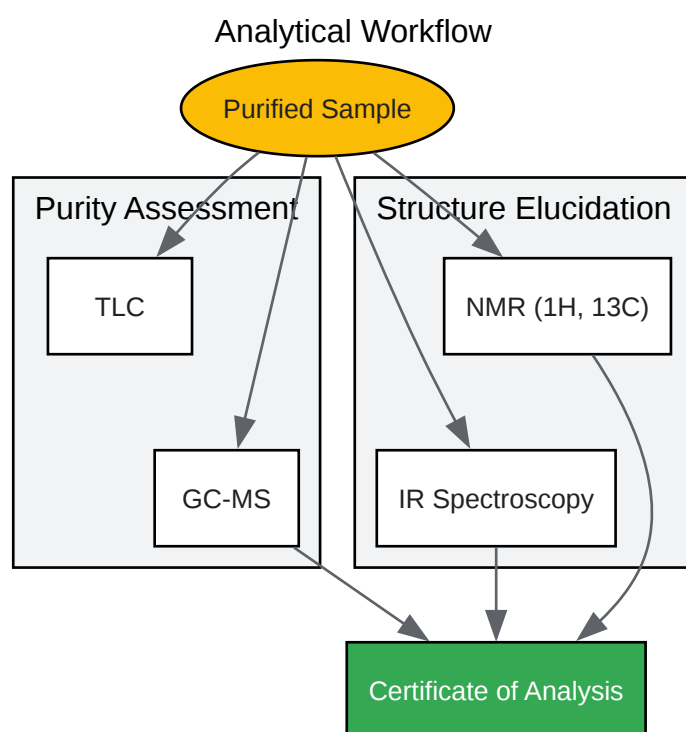 Analytical Workflow
Purified Sample
Purity Assessment
Structure Elucidation
TLC
NMR (1H, 13C)
GC-MS
IR Spectroscopy
Certificate of Analysis